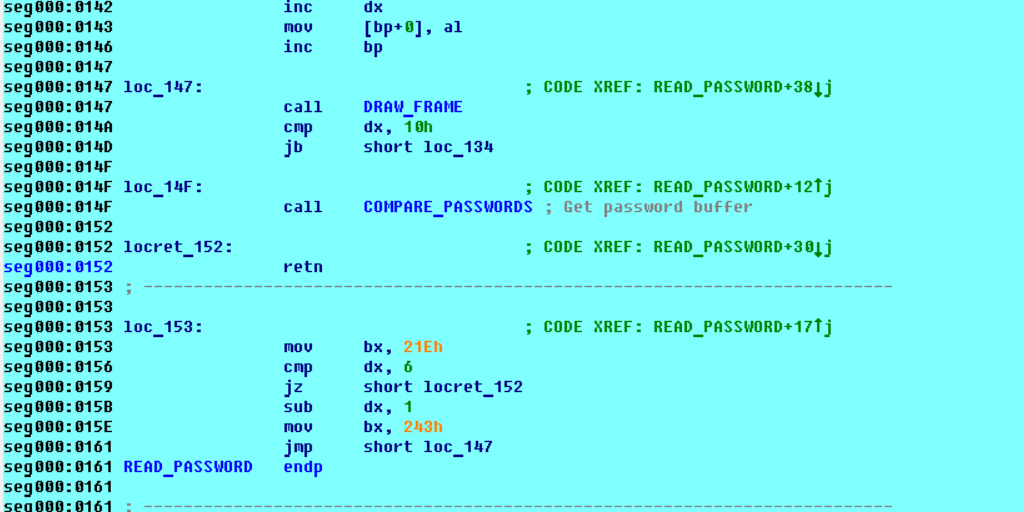 seg000:0142 inc dx
seg000:0143 mov [bp+0], al
seg000:0146 inc bp
seg000:0147
seg000:0147 loc_147: ; CODE XREF: READ_PASSWORD+38↓j
seg000:0147 call DRAW_FRAME
seg000:014A cmp dx, 10h
seg000:014D jb short loc_134
seg000:014F
seg000:014F loc_14F: ; CODE XREF: READ_PASSWORD+12↑j
seg000:014F call COMPARE_PASSWORDS ; Get password buffer
seg000:0152
seg000:0152 locret_152: ; CODE XREF: READ_PASSWORD+30↓j
seg000:0152 retn
seg000:0153 ; ---------------------------------------------------------------------------
seg000:0153
seg000:0153 loc_153: ; CODE XREF: READ_PASSWORD+17↑j
seg000:0153 mov bx, 21Eh
seg000:0156 cmp dx, 6
seg000:0159 jz short locret_152
seg000:015B sub dx, 1
seg000:015E mov bx, 243h
seg000:0161 jmp short loc_147
seg000:0161 READ_PASSWORD endp
seg000:0161
seg000:0161 ; ---------------------------------------------------------------------------